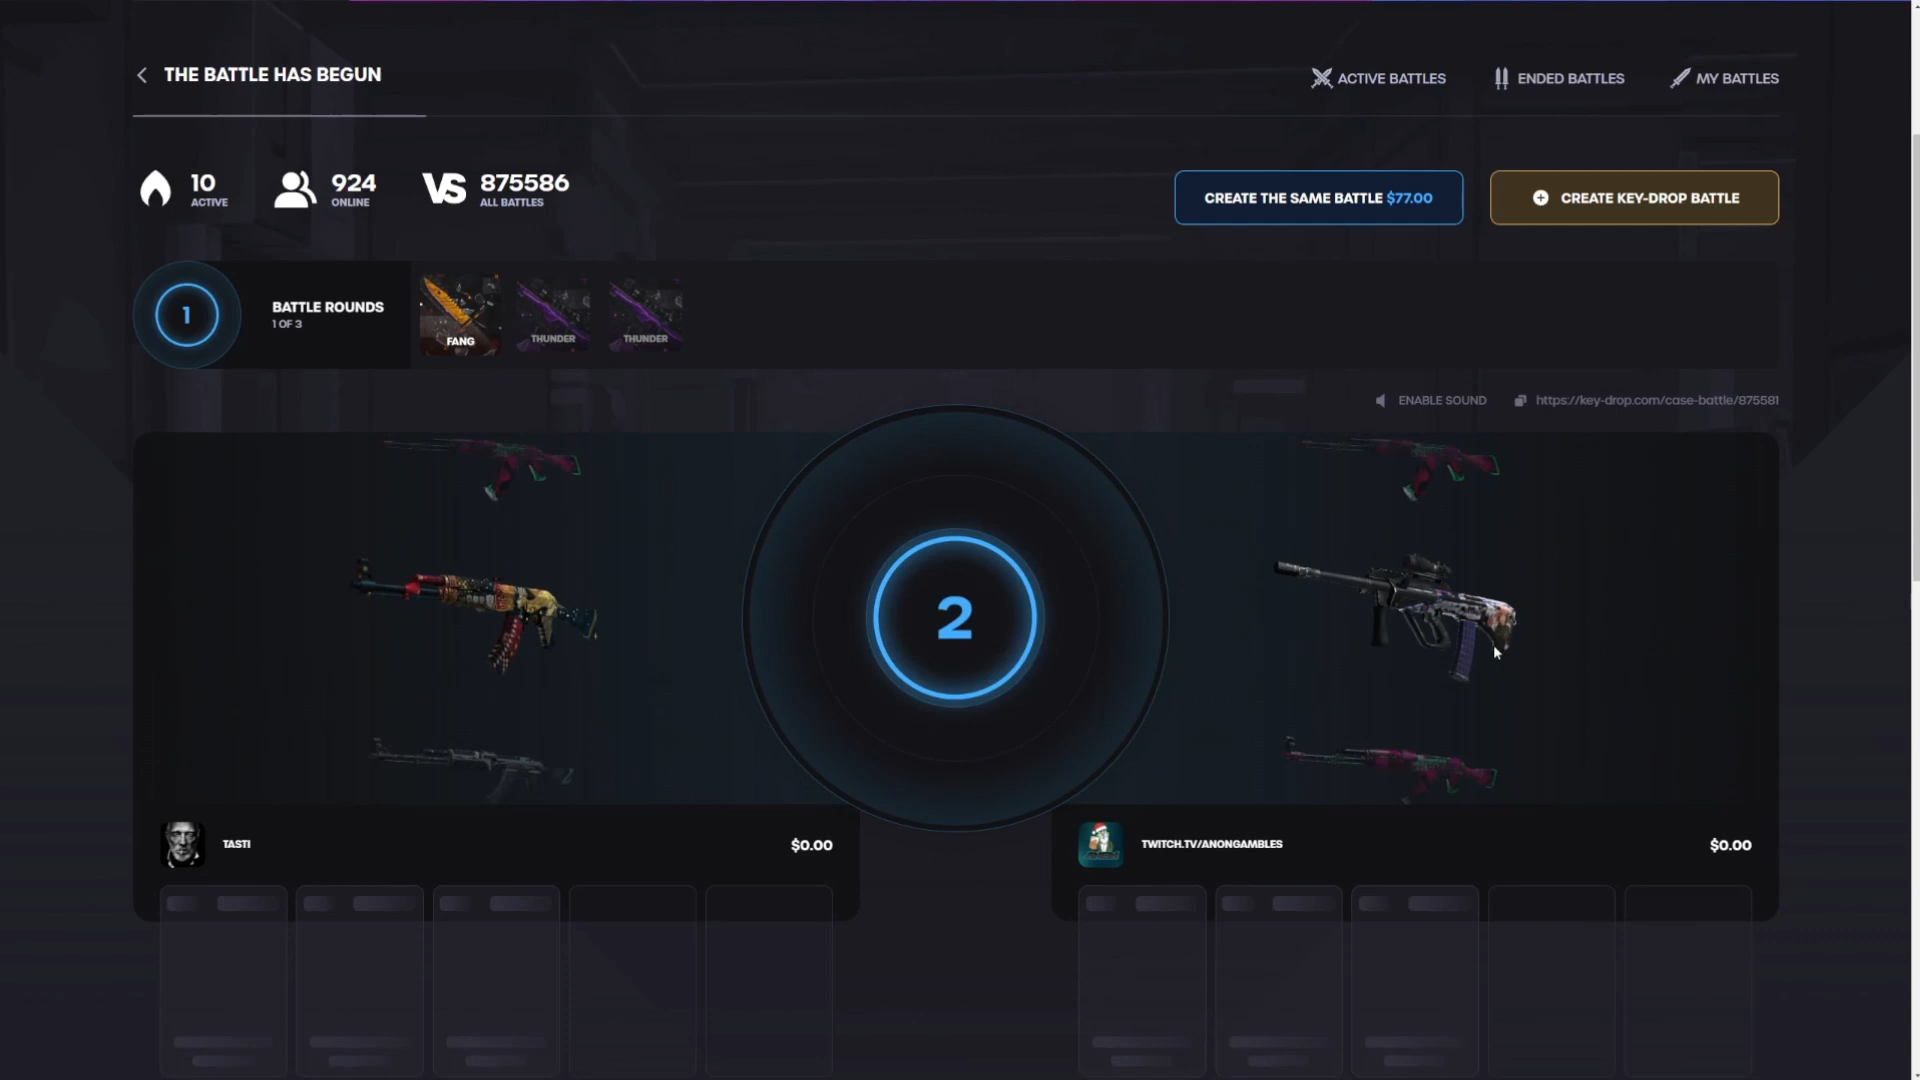 THE BATTLE HAS BEGUN
ACTIVE BATTLES
ENDED BATTLES
MY BATTLES
10
ACTIVE
924
ONLINE
VS
875586
ALL BATTLES
CREATE THE SAME BATTLE $77.00
CREATE KEY-DROP BATTLE
1
BATTLE ROUNDS
1 OF 3
FANG
THUNDER
THUNDER
ENABLE SOUND
https://key-drop.com/case-battle/875581
2
TASTI
$0.00
TWITCH.TV/ANONGAMBLES
$0.00